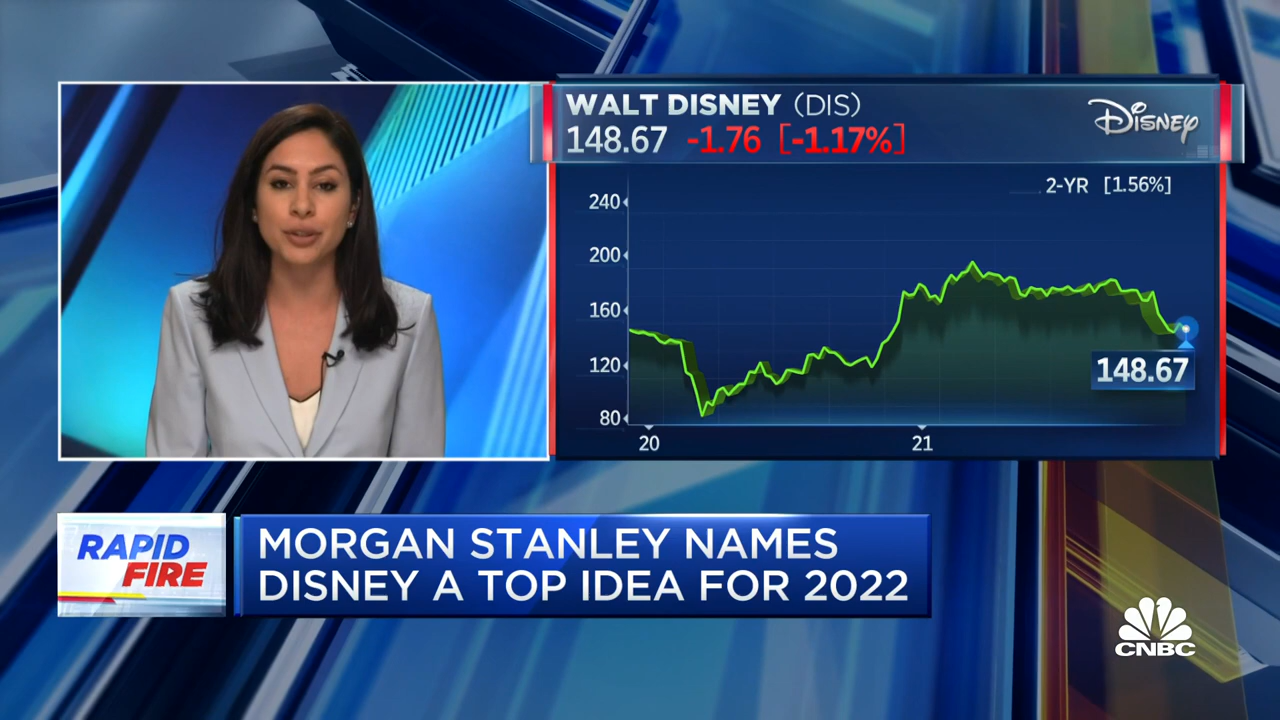 WALT DISNEY (DIS)
148.67 -1.76 [-1.17%]
Disney
2-YR [1.56%]
240
200
160
120
80
20
21
148.67
RAPID
FIRE
MORGAN STANLEY NAMES
DISNEY A TOP IDEA FOR 2022
CNBC